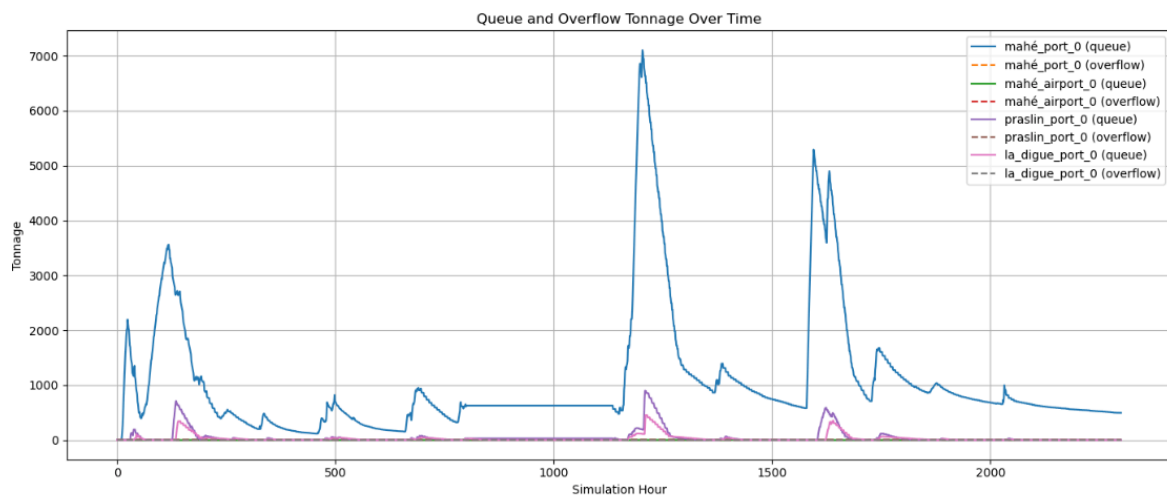 Queue and Overflow Tonnage Over Time
7000
6000
5000
4000
3000
2000
1000
0
Tonnage
mahé_port_0 (queue)
mahé_port_0 (overflow)
mahé_airport_0 (queue)
mahé_airport_0 (overflow)
praslin_port_0 (queue)
praslin_port_0 (overflow)
la_digue_port_0 (queue)
la_digue_port_0 (overflow)
0 500 1000 1500 2000
Simulation Hour